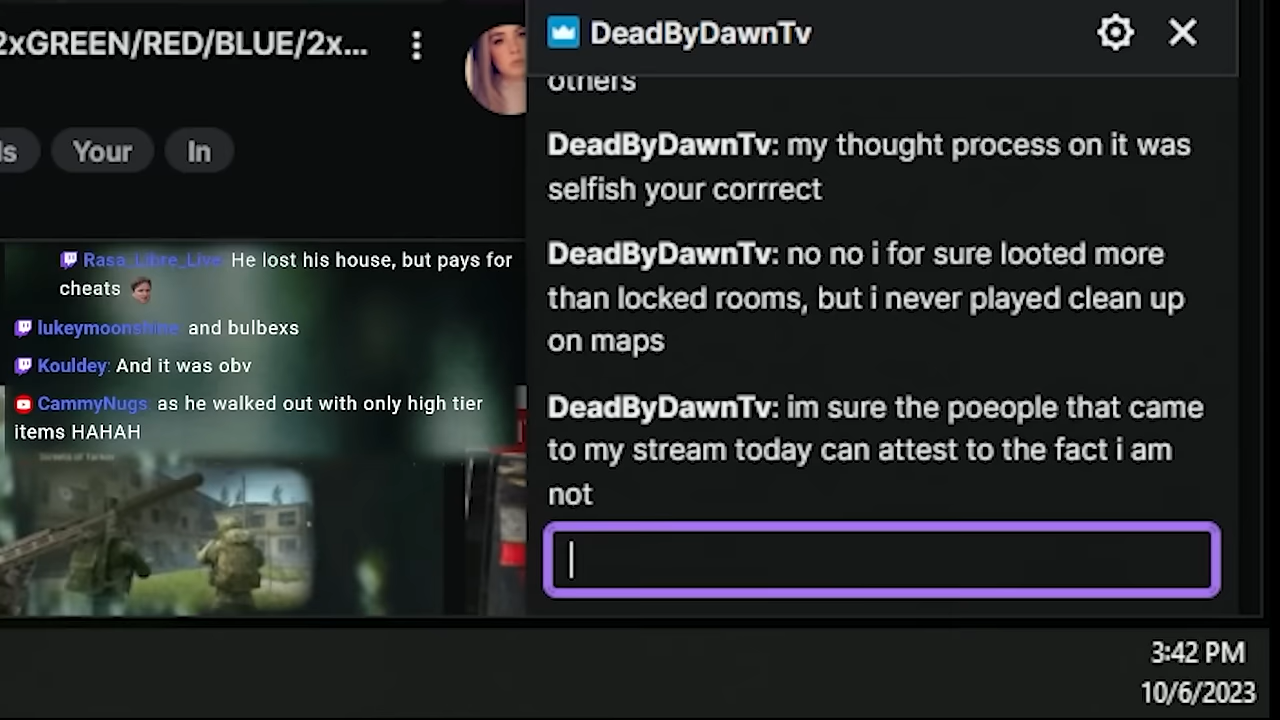 2xGREEN/RED/BLUE/2x...
ls
Your
In
Rasa_Libre_Live He lost his house, but pays for
cheats
lukeymoonshine and bulbexs
Kouldey: And it was obv
CammyNugs as he walked out with only high tier
items HAHAH
DeadByDawnTv
others
DeadByDawnTv: my thought process on it was
selfish your corrrect
DeadByDawnTv: no no i for sure looted more
than locked rooms, but i never played clean up
on maps
DeadByDawnTv: im sure the poeople that came
to my stream today can attest to the fact i am
not
3:42 PM
10/6/2023